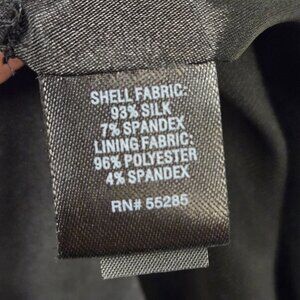 SHELL FABRIC:
93% SILK
7% SPANDEX
LINING FABRIC:
96% POLYESTER
4% SPANDEX
RN# 55285